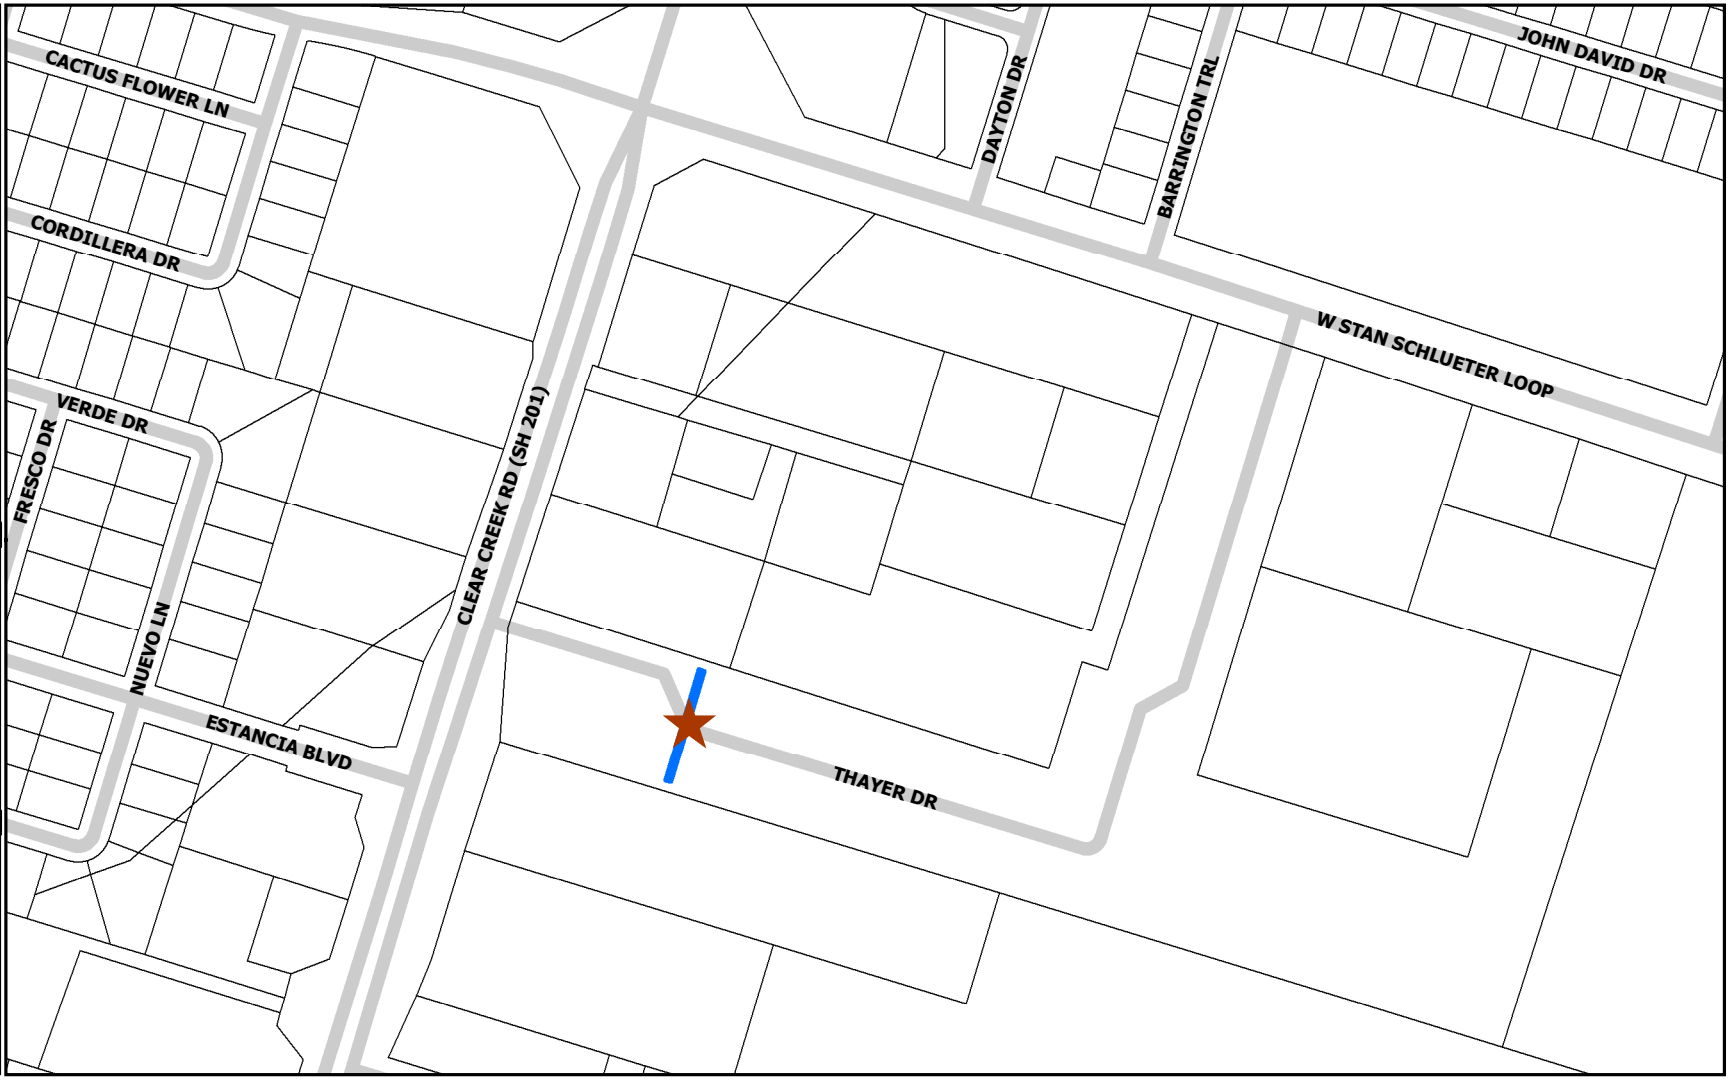 JOHN DAVID DR
CACTUS FLOWER LN
DAYTON DR
BARRINGTON TRL
CORDILLERA DR
W STAN SCHLUETER LOOP
VERDE DR
FRESCO DR
CLEAR CREEK RD (SH 201)
NUEVO LN
ESTANCIA BLVD
THAYER DR